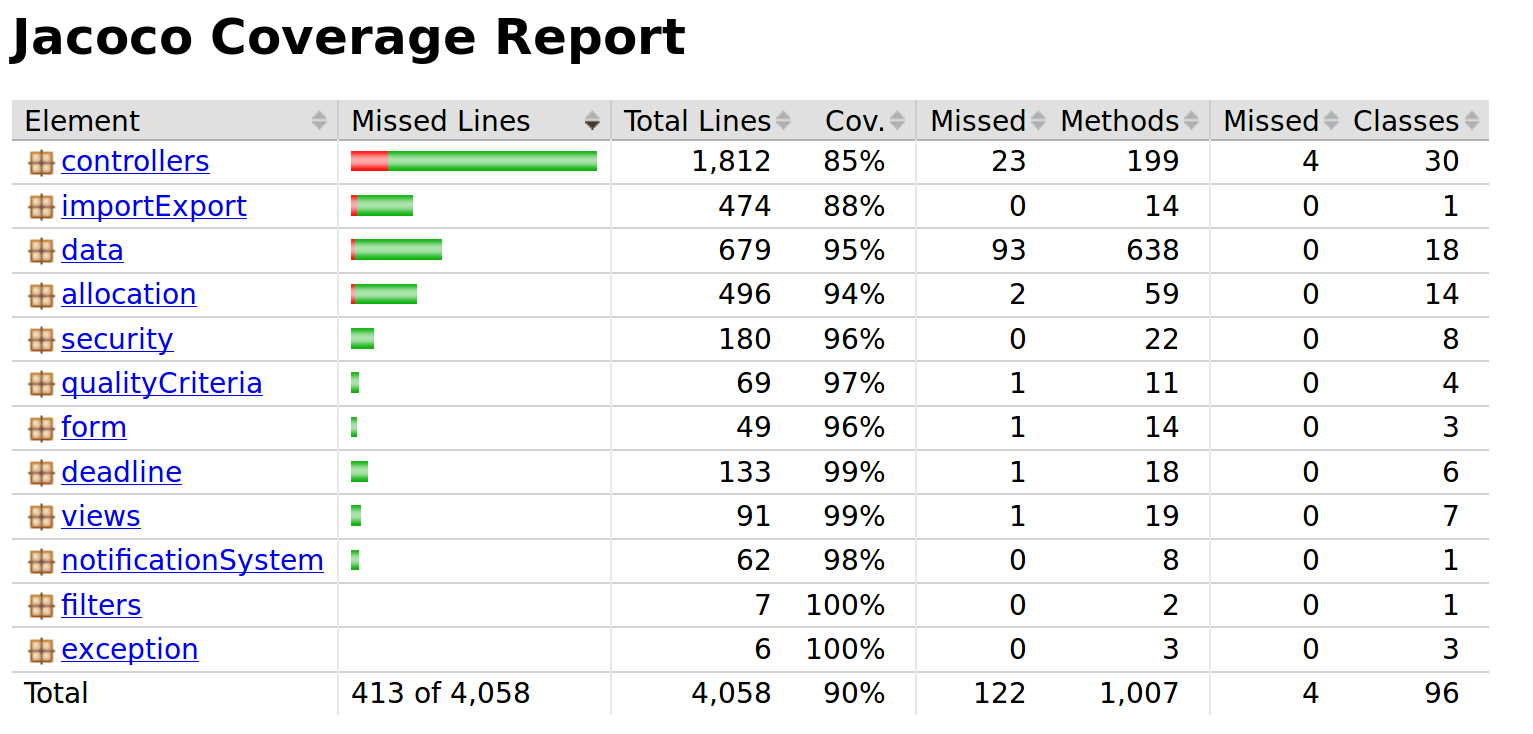 Jacoco Coverage Report
Element Missed Lines Total Lines Cov. Missed Methods Missed Classes
controllers 1,812 85% 23 199 4 30
importExport 474 88% 0 14 0 1
data 679 95% 93 638 0 18
allocation 496 94% 2 59 0 14
security 180 96% 0 22 0 8
qualityCriteria 69 97% 1 11 0 4
form 49 96% 1 14 0 3
deadline 133 99% 1 18 0 6
views 91 99% 1 19 0 7
notificationSystem 62 98% 0 8 0 1
filters 7 100% 0 2 0 1
exception 6 100% 0 3 0 3
Total 413 of 4,058 4,058 90% 122 1,007 4 96